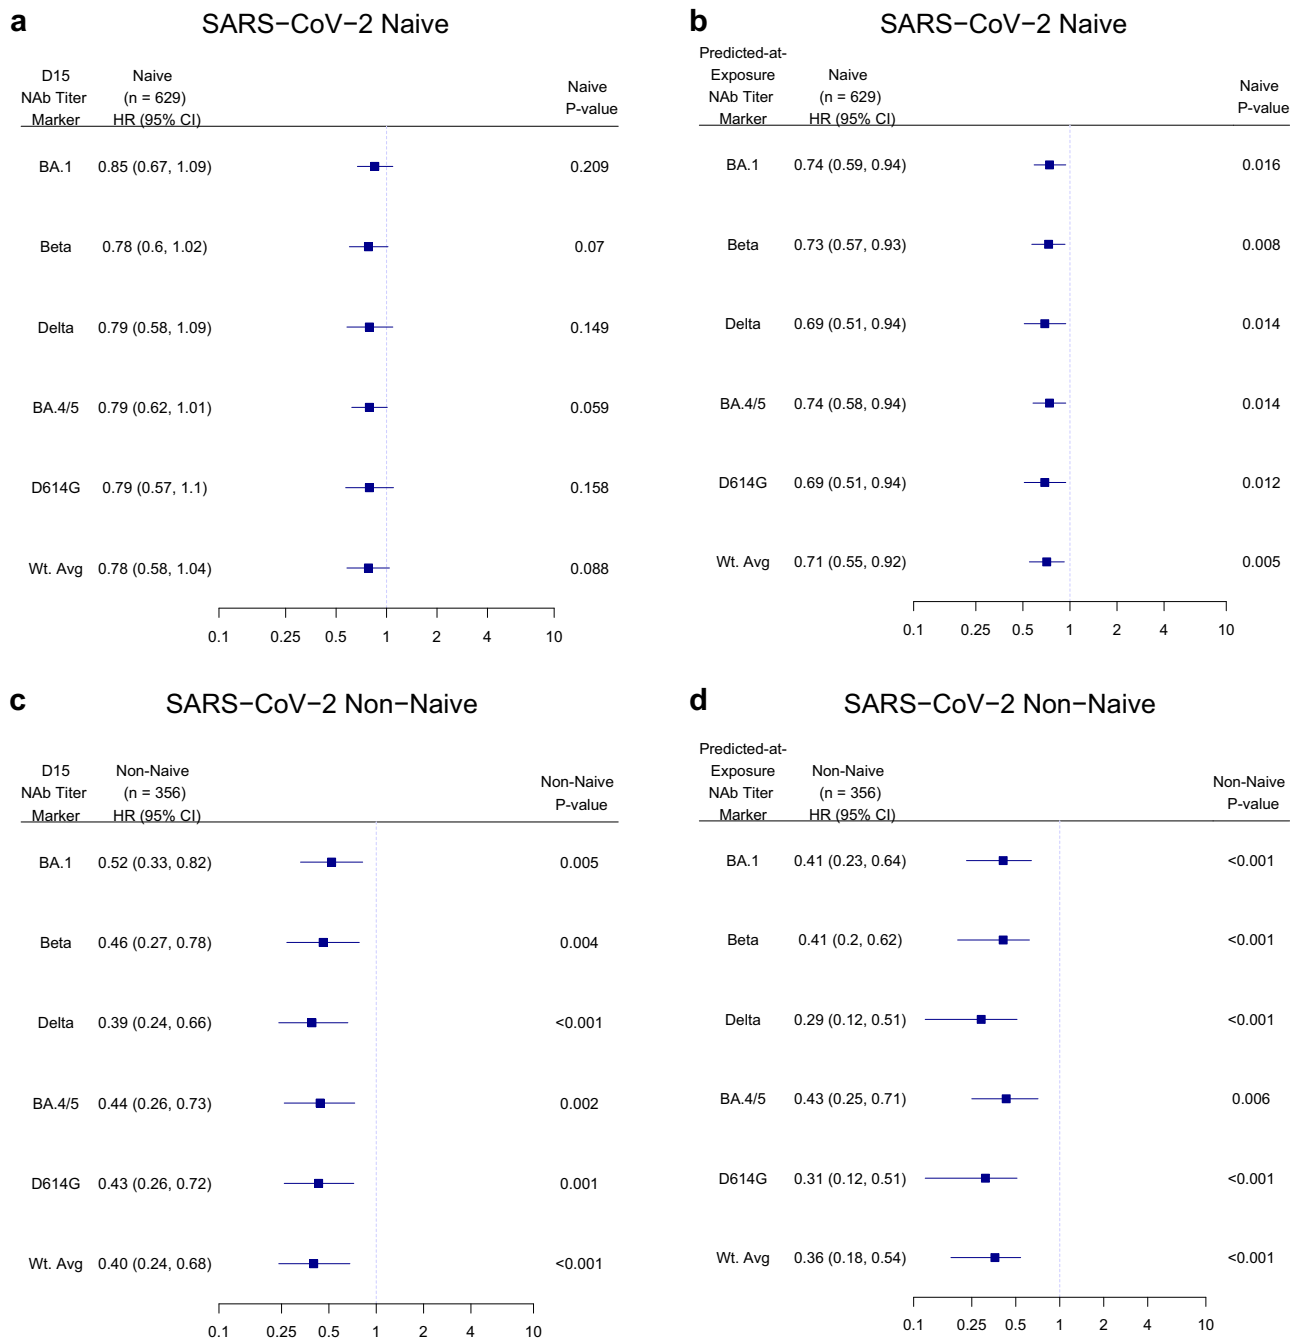 a
SARS−CoV−2 Naive
D15
NAb Titer
Marker
Naive
(n = 629)
HR (95% CI)
Naive
P-value
BA.1 0.85 (0.67, 1.09) 0.209
Beta 0.78 (0.6, 1.02) 0.07
Delta 0.79 (0.58, 1.09) 0.149
BA.4/5 0.79 (0.62, 1.01) 0.059
D614G 0.79 (0.57, 1.1) 0.158
Wt. Avg 0.78 (0.58, 1.04) 0.088
0.1 0.25 0.5 1 2 4 10
b
SARS−CoV−2 Naive
Predicted-at-
Exposure
NAb Titer
Marker
Naive
(n = 629)
HR (95% CI)
Naive
P-value
BA.1 0.74 (0.59, 0.94) 0.016
Beta 0.73 (0.57, 0.93) 0.008
Delta 0.69 (0.51, 0.94) 0.014
BA.4/5 0.74 (0.58, 0.94) 0.014
D614G 0.69 (0.51, 0.94) 0.012
Wt. Avg 0.71 (0.55, 0.92) 0.005
0.1 0.25 0.5 1 2 4 10
c
SARS−CoV−2 Non−Naive
D15
NAb Titer
Marker
Non-Naive
(n = 356)
HR (95% CI)
Non-Naive
P-value
BA.1 0.52 (0.33, 0.82) 0.005
Beta 0.46 (0.27, 0.78) 0.004
Delta 0.39 (0.24, 0.66) <0.001
BA.4/5 0.44 (0.26, 0.73) 0.002
D614G 0.43 (0.26, 0.72) 0.001
Wt. Avg 0.40 (0.24, 0.68) <0.001
0.1 0.25 0.5 1 2 4 10
d
SARS−CoV−2 Non−Naive
Predicted-at-
Exposure
NAb Titer
Marker
Non-Naive
(n = 356)
HR (95% CI)
Non-Naive
P-value
BA.1 0.41 (0.23, 0.64) <0.001
Beta 0.41 (0.2, 0.62) <0.001
Delta 0.29 (0.12, 0.51) <0.001
BA.4/5 0.43 (0.25, 0.71) 0.006
D614G 0.31 (0.12, 0.51) <0.001
Wt. Avg 0.36 (0.18, 0.54) <0.001
0.1 0.25 0.5 1 2 4 10